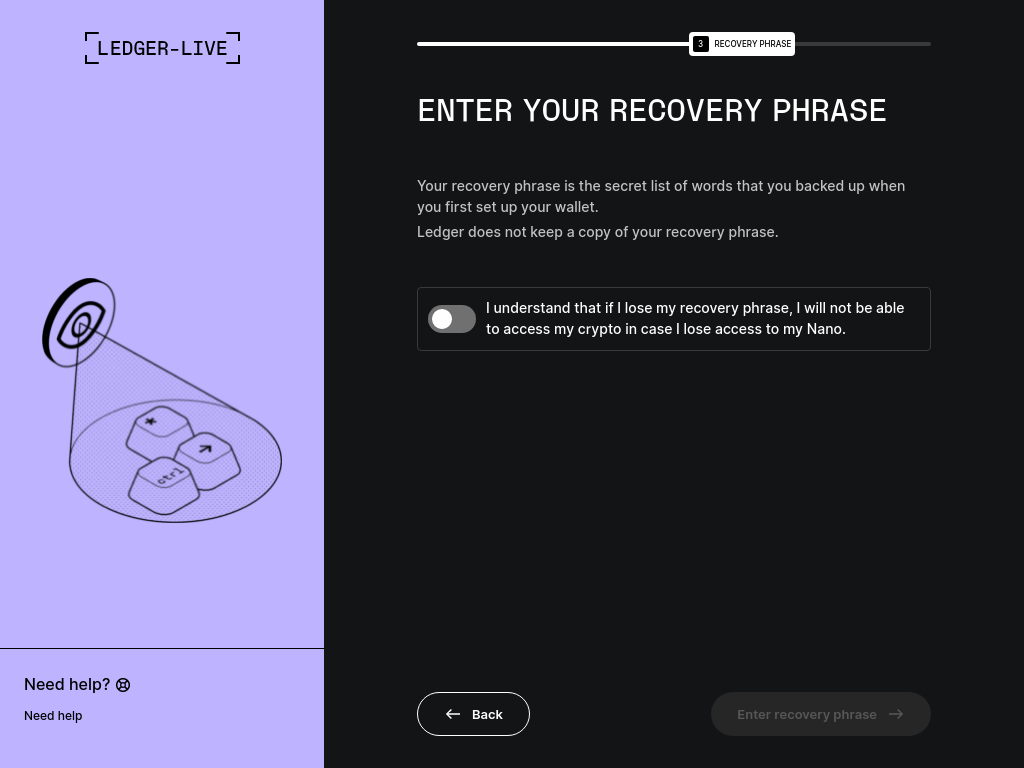 LEDGER-LIVE
3 RECOVERY PHRASE
ENTER YOUR RECOVERY PHRASE
Your recovery phrase is the secret list of words that you backed up when
you first set up your wallet.
Ledger does not keep a copy of your recovery phrase.
I understand that if I lose my recovery phrase, I will not be able
to access my crypto in case I lose access to my Nano.
*
ctrl
Need help?
Need help
Back
Enter recovery phrase